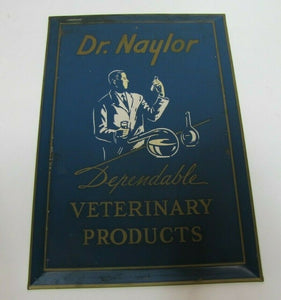 Dr. Naylor
Dependable
VETERINARY
PRODUCTS